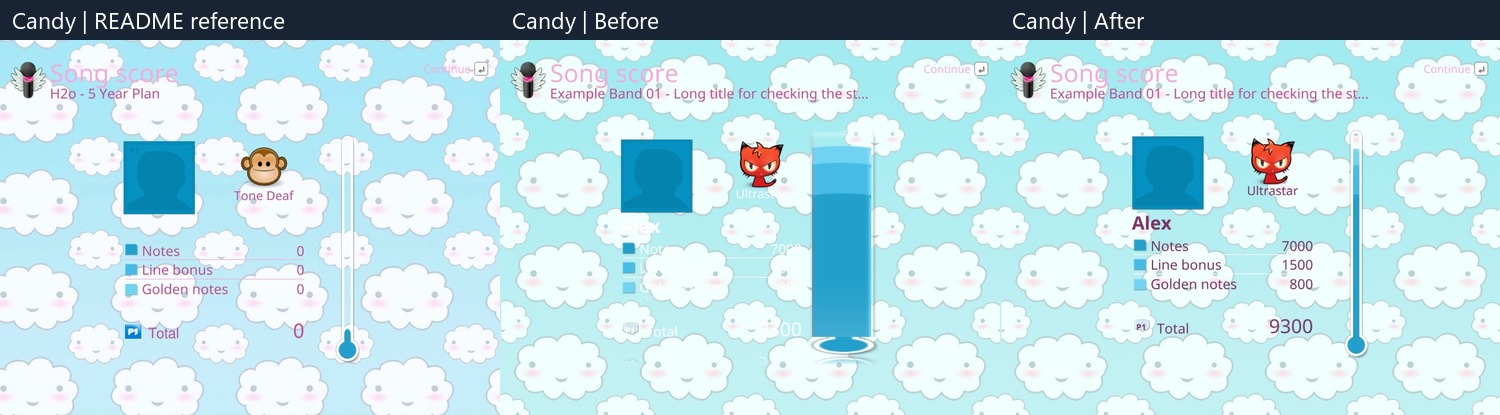 Candy | README reference
Song score
Continue
H2o - 5 Year Plan
Tone Deaf
Notes 0
Line bonus 0
Golden notes 0
P1 Total 0
Candy | Before
Song score
Continue
Example Band 01 - Long title for checking the st...
Total
Candy | After
Song score
Continue
Example Band 01 - Long title for checking the st...
Ultrastar
Alex
Notes 7000
Line bonus 1500
Golden notes 800
P1 Total 9300